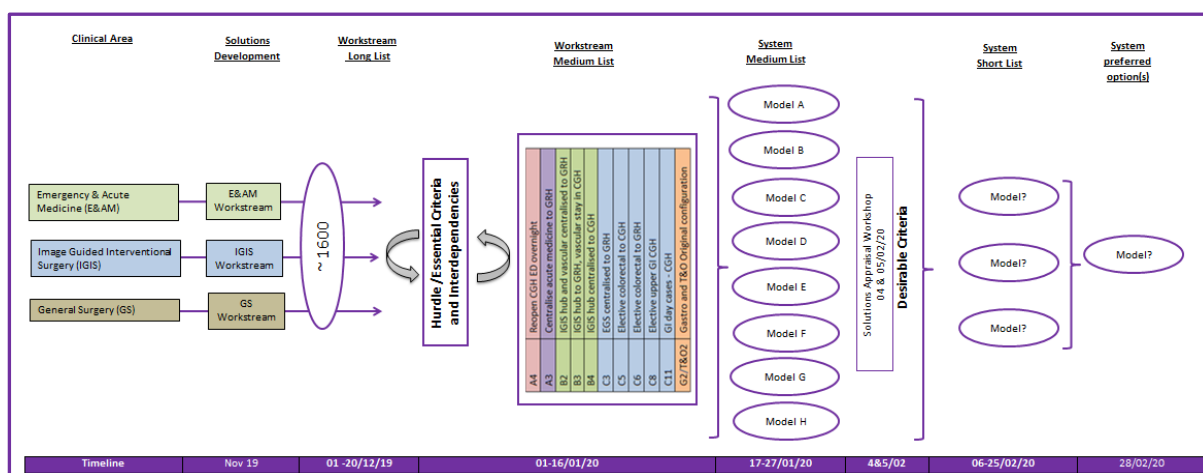 Clinical Area
Solutions
Development
Workstream
Long List
Workstream
Medium List
System
Medium List
System
Short List
System
preferred
option(s)
Emergency & Acute
Medicine (E&AM)
E&AM
Workstream
Image Guided Interventional
Surgery (IGIS)
IGIS
Workstream
General Surgery (GS)
GS
Workstream
~ 1600
Hurdle /Essential Criteria
and Interdependencies
A4 Reopen CGH ED overnight
A3 Centralise acute medicine to GRH
B2 IGIS hub and vascular centralised to GRH
B3 IGIS hub to GRH, vascular stay in CGH
B4 IGIS hub centralised to CGH
C3 EGS centralised to GRH
C5 Elective colorectal to CGH
C6 Elective colorectal to GRH
C8 Elective upper GI CGH
C11 GI day cases - CGH
G2/T&O2 Gastro and T&O Original configuration
Model A
Model B
Model C
Model D
Model E
Model F
Model G
Model H
Solutions Appraisal Workshop
04 & 05/02/20
Desirable Criteria
Model?
Model?
Model?
Model?
Timeline
Nov 19
01 -20/12/19
01-16/01/20
17-27/01/20
4&5/02
06-25/02/20
28/02/20